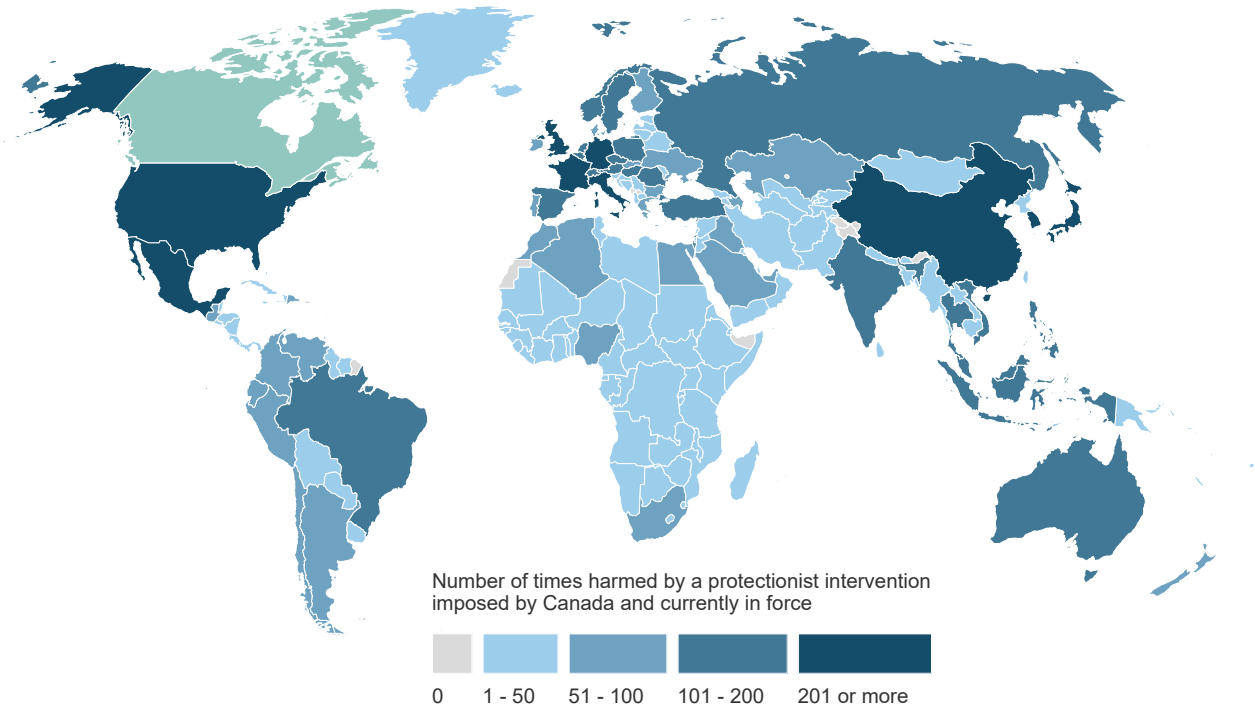 Number of times harmed by a protectionist intervention
imposed by Canada and currently in force
0 1 - 50 51 - 100 101 - 200 201 or more